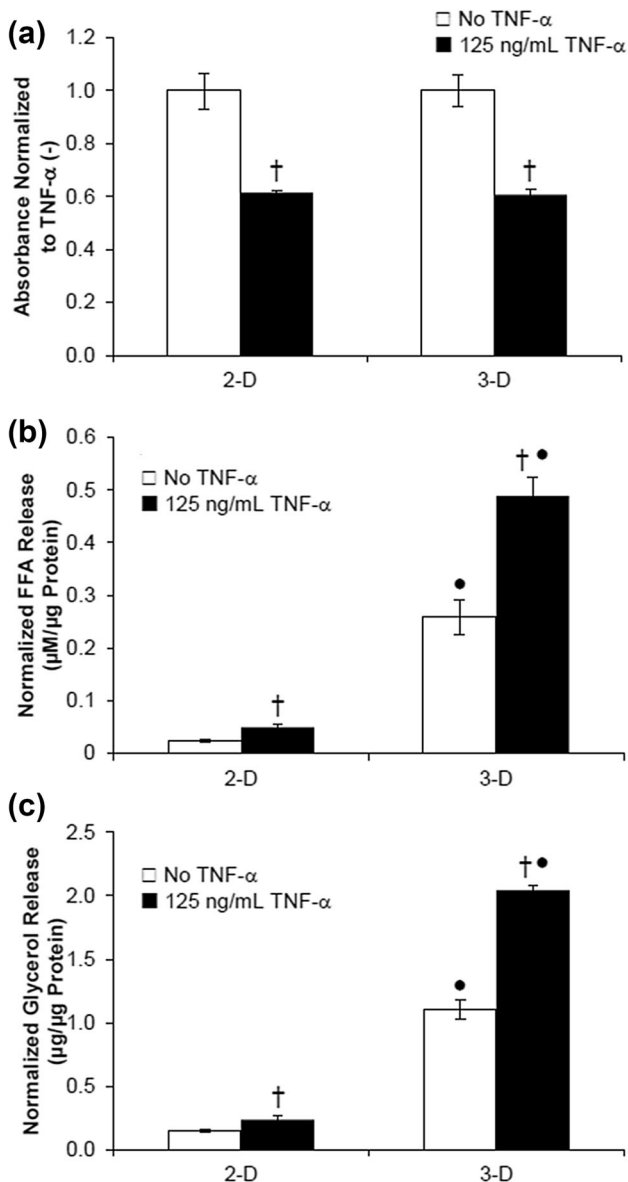 (a)
No TNF-α
125 ng/mL TNF-α
Absorbance Normalized
to TNF-α (-)
1.2
1.0
0.8
0.6
0.4
0.2
0.0
†
†
2-D
3-D
(b)
No TNF-α
125 ng/mL TNF-α
Normalized FFA Release
(μM/μg Protein)
0.6
0.5
0.4
0.3
0.2
0.1
0
†
●
† ●
2-D
3-D
(c)
No TNF-α
125 ng/mL TNF-α
Normalized Glycerol Release
(μg/μg Protein)
2.5
2.0
1.5
1.0
0.5
0.0
†
●
† ●
2-D
3-D